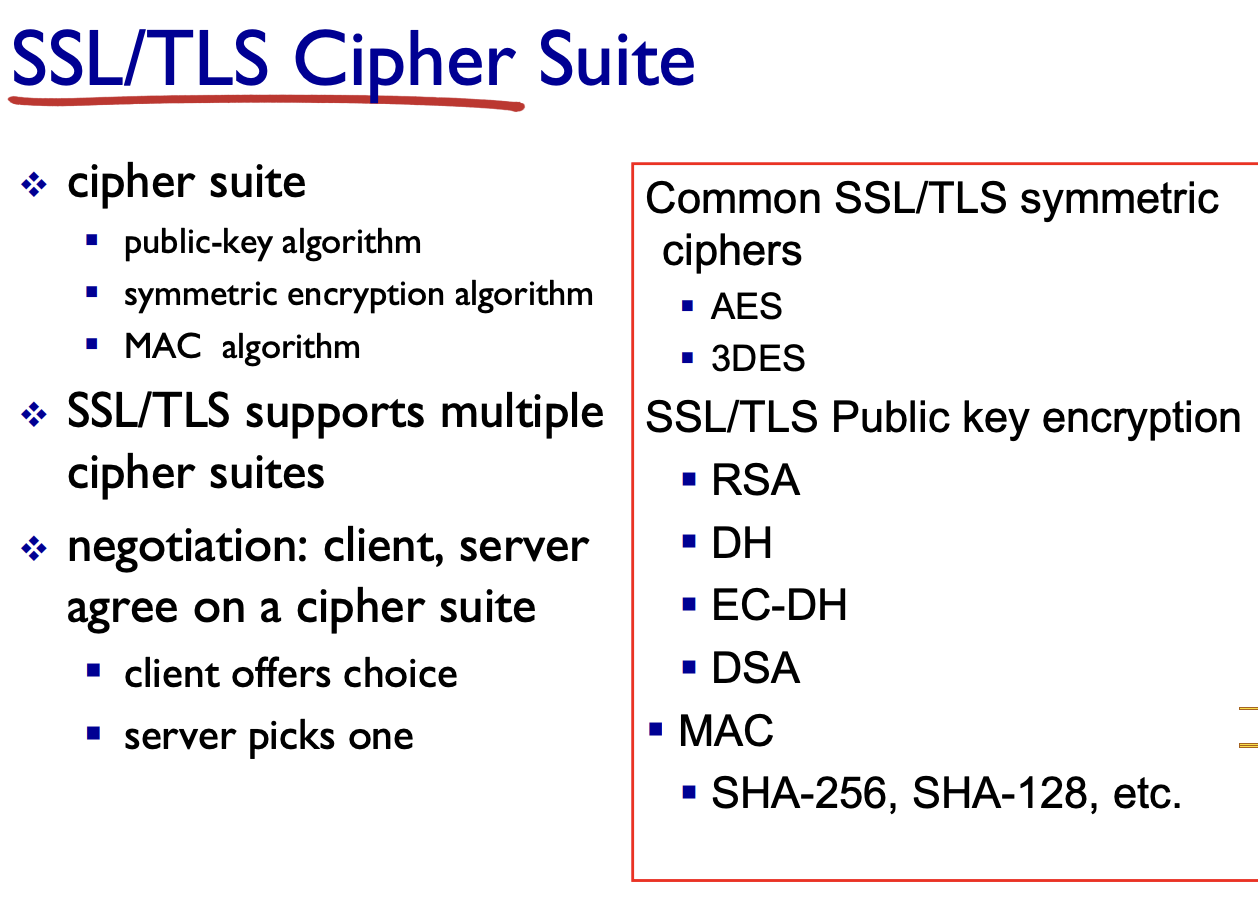 SSL/TLS Cipher Suite
cipher suite
public-key algorithm
symmetric encryption algorithm
MAC algorithm
SSL/TLS supports multiple
cipher suites
negotiation: client, server
agree on a cipher suite
client offers choice
server picks one
Common SSL/TLS symmetric
ciphers
AES
3DES
SSL/TLS Public key encryption
RSA
DH
EC-DH
DSA
MAC
SHA-256, SHA-128, etc.